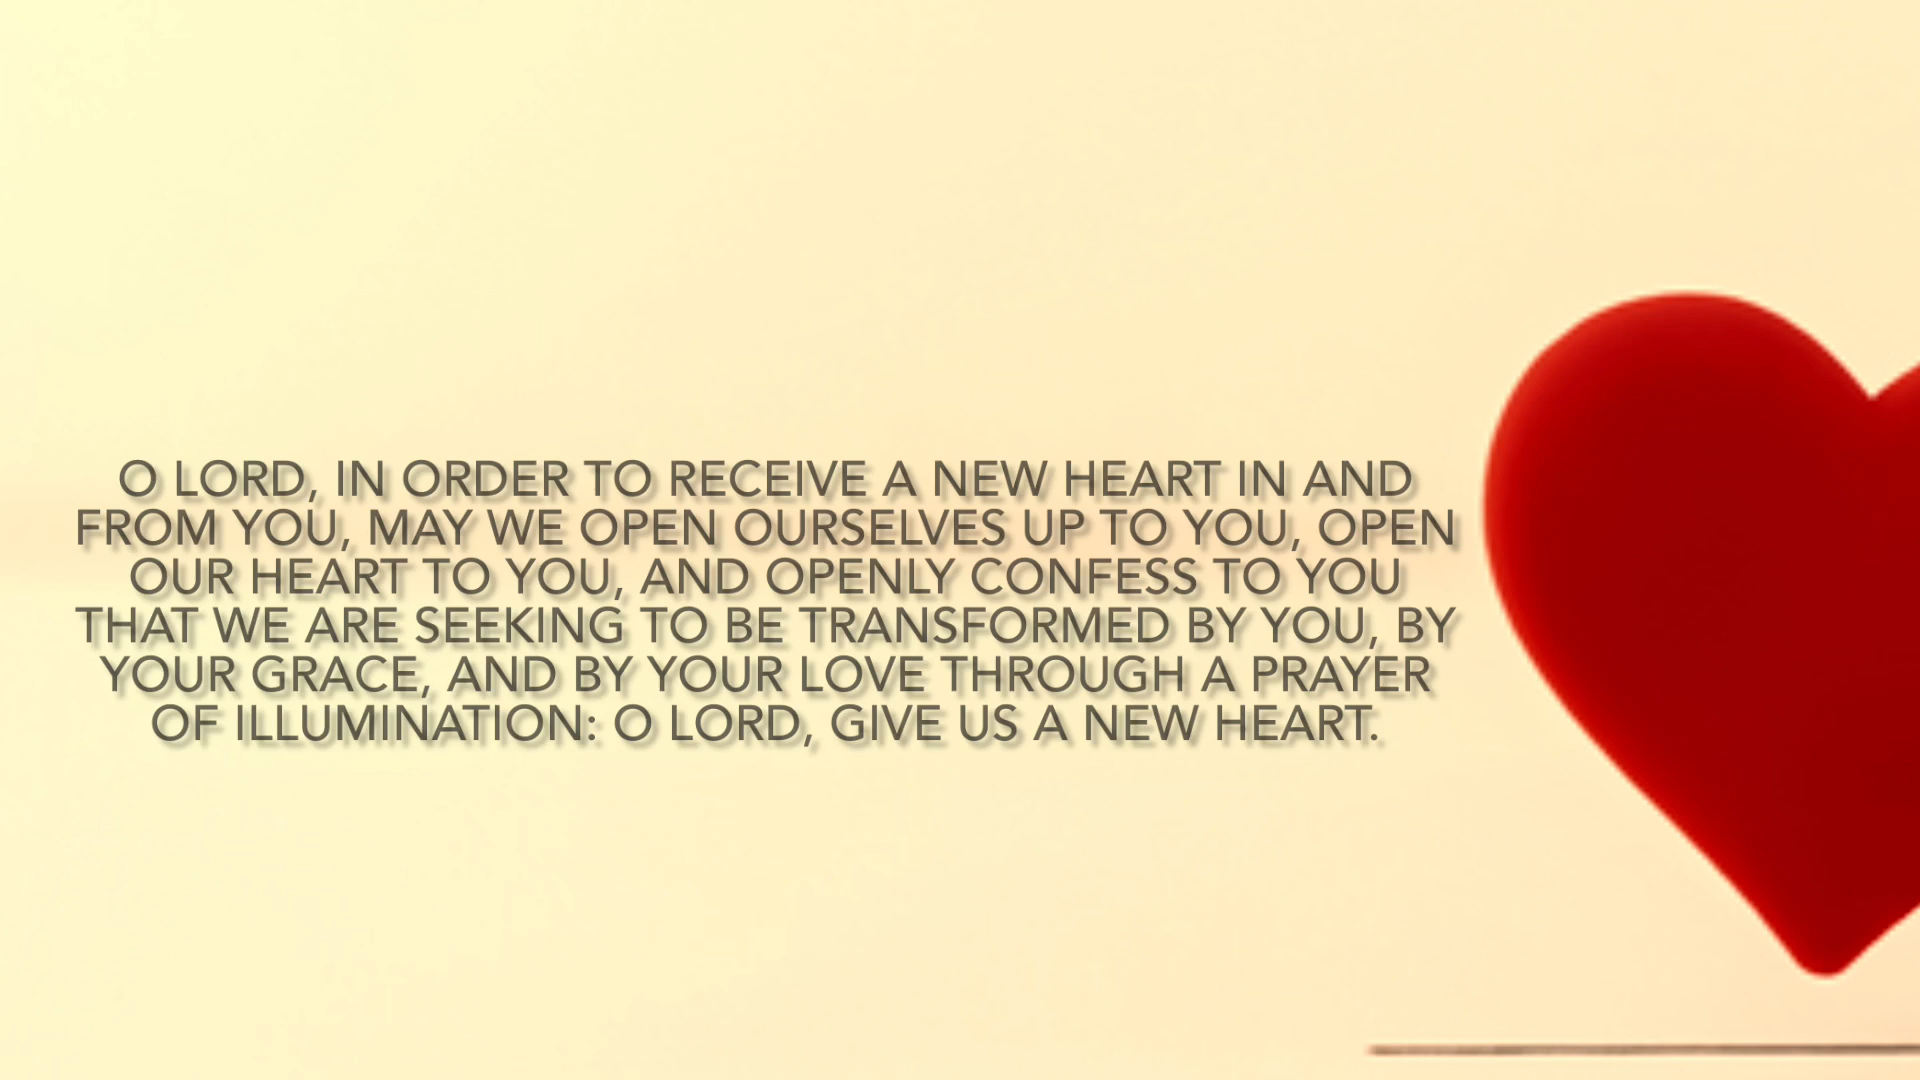 O LORD, IN ORDER TO RECEIVE A NEW HEART IN AND
FROM YOU, MAY WE OPEN OURSELVES UP TO YOU, OPEN
OUR HEART TO YOU, AND OPENLY CONFESS TO YOU
THAT WE ARE SEEKING TO BE TRANSFORMED BY YOU, BY
YOUR GRACE, AND BY YOUR LOVE THROUGH A PRAYER
OF ILLUMINATION: O LORD, GIVE US A NEW HEART.